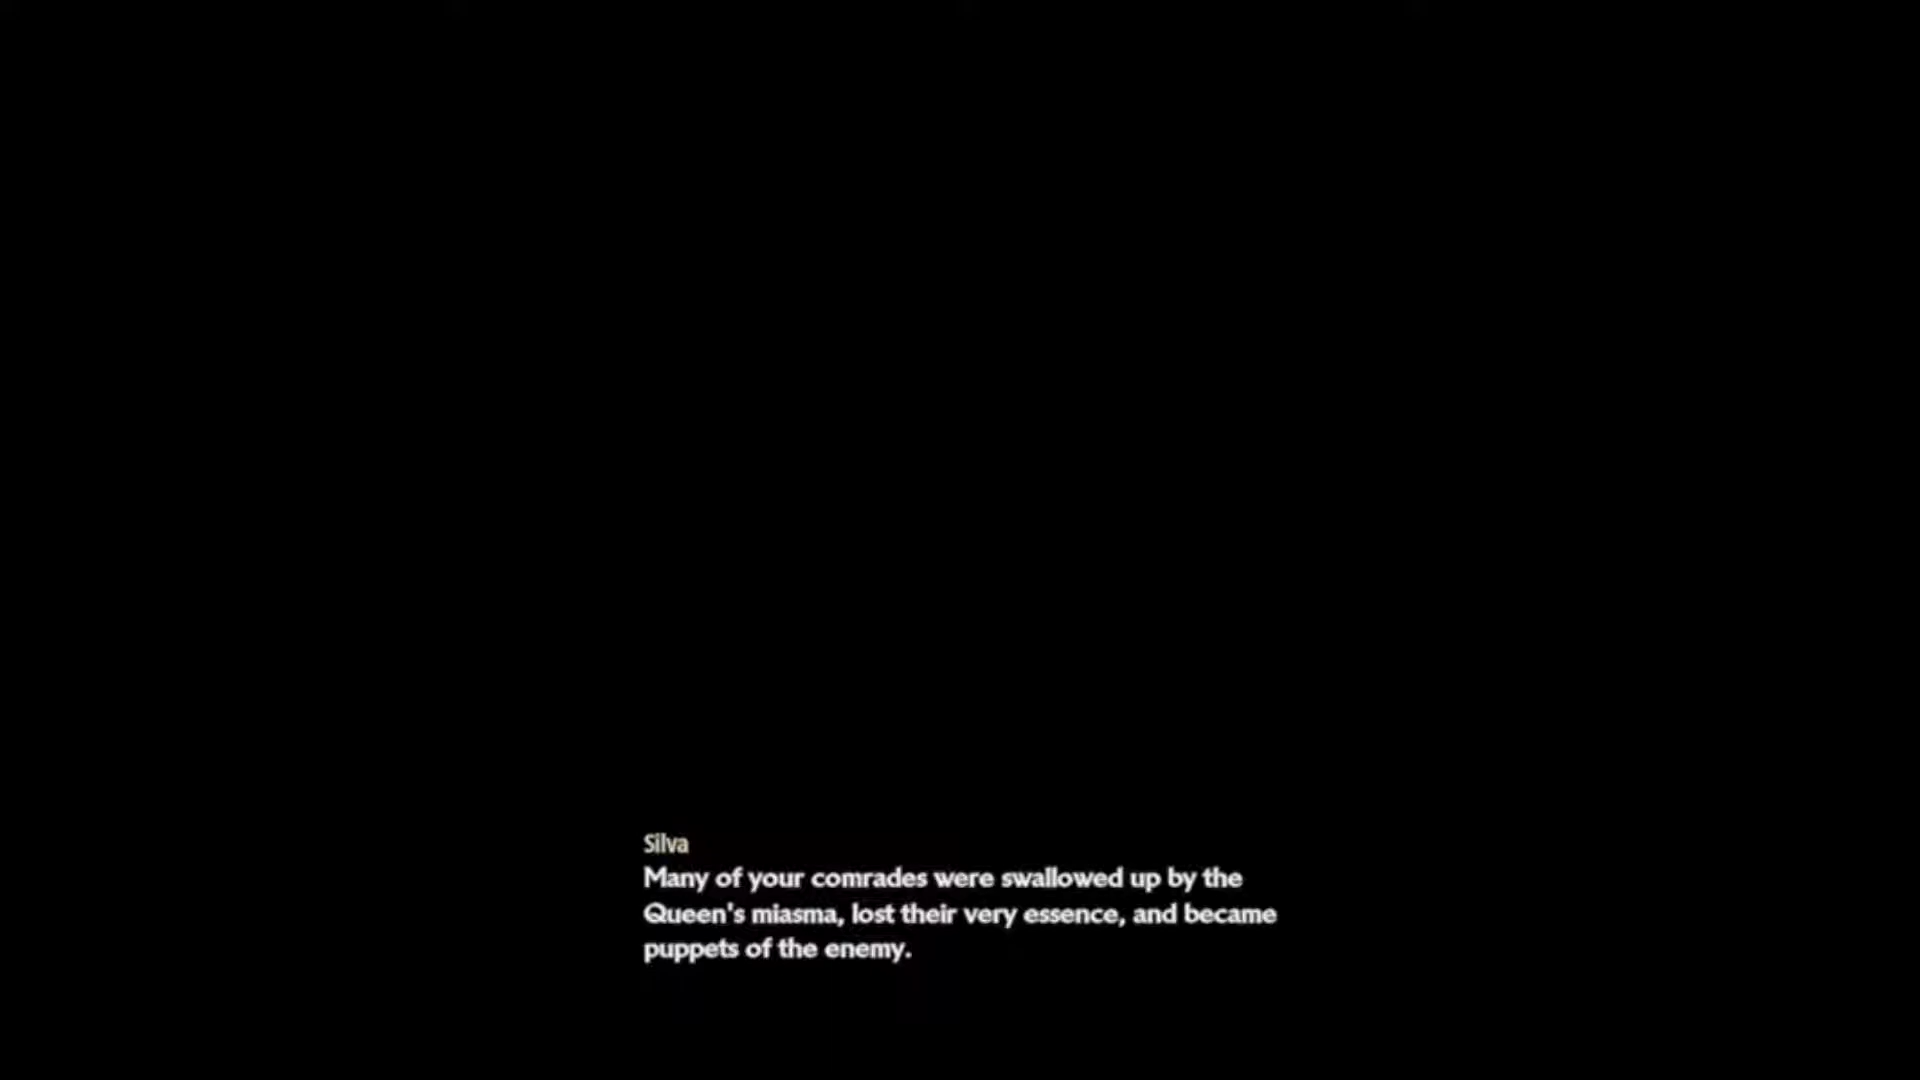 Silva
Many of your comrades were swallowed up by the
Queen's miasma, lost their very essence, and became
puppets of the enemy.